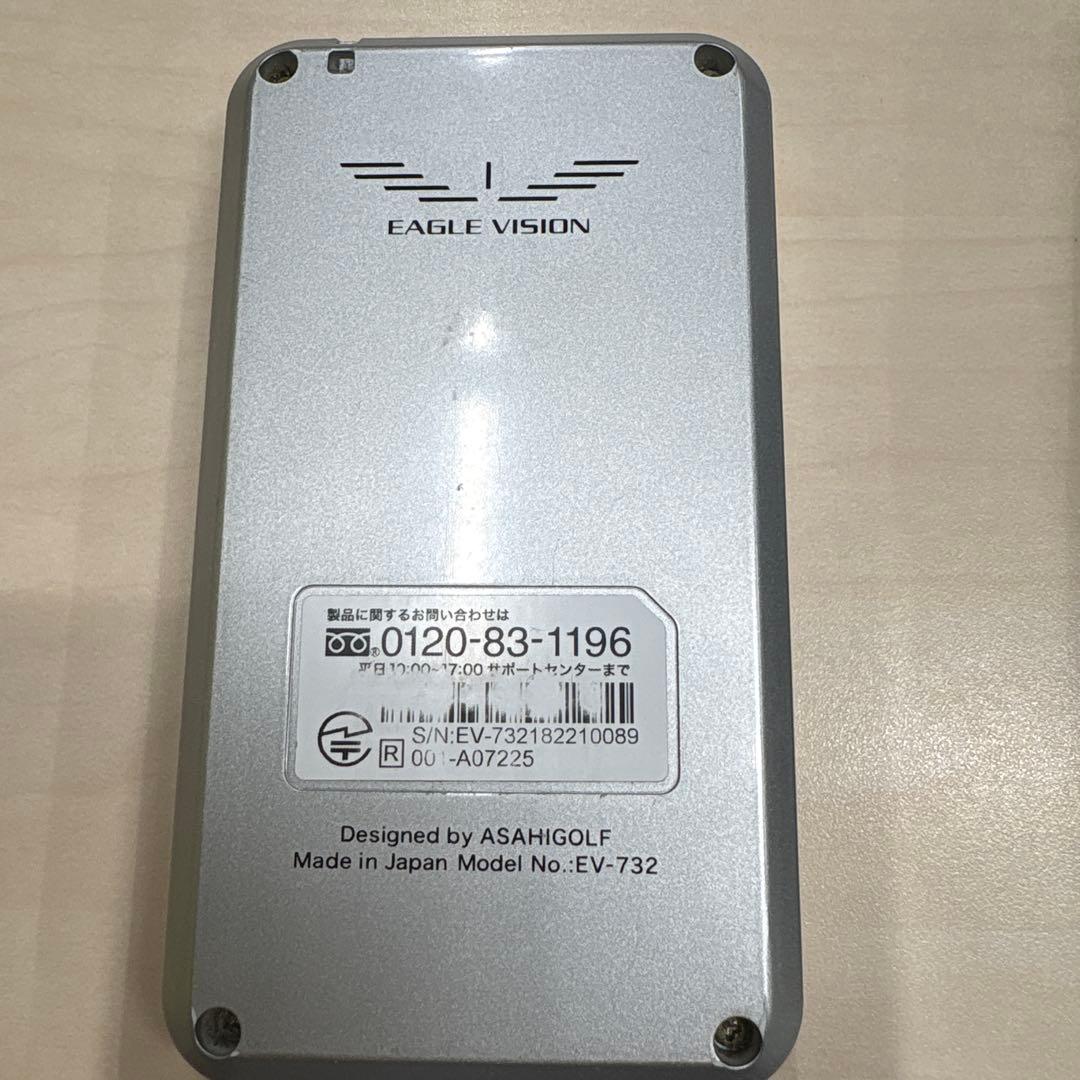 EAGLE VISION
製品に関するお問い合わせは
® 0120-83-1196
平日10:00~17:00 サポートセンターまで
S/N:EV-732182210089
R 001-A07225
Designed by ASAHIGOLF
Made in Japan Model No.:EV-732